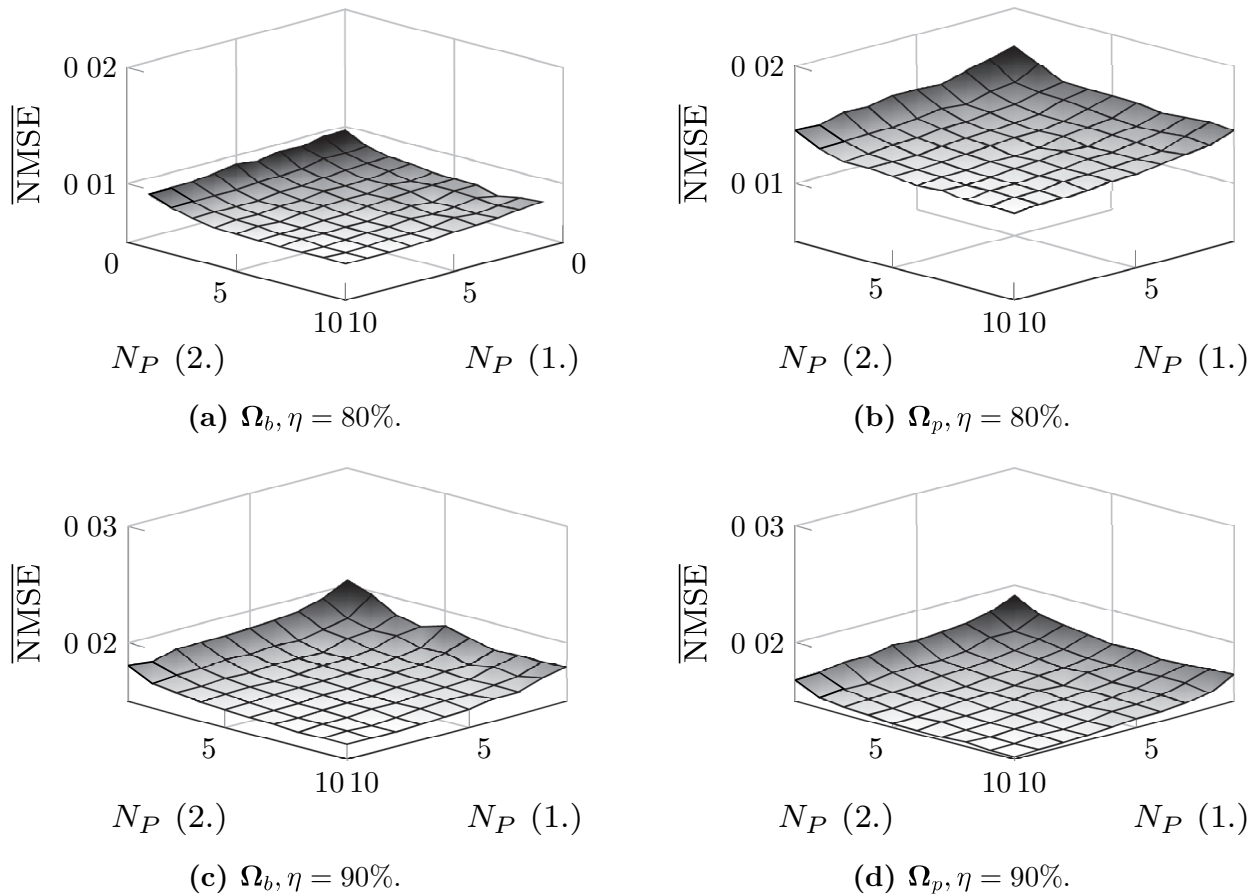 0 02
0 01
NMSE
0
5
10 10
5
0
N_P (2.)
N_P (1.)
(a) Ω_b, η = 80%.
0 02
0 01
NMSE
5
10 10
5
N_P (2.)
N_P (1.)
(b) Ω_p, η = 80%.
0 03
0 02
NMSE
5
10 10
5
N_P (2.)
N_P (1.)
(c) Ω_b, η = 90%.
0 03
0 02
NMSE
5
10 10
5
N_P (2.)
N_P (1.)
(d) Ω_p, η = 90%.